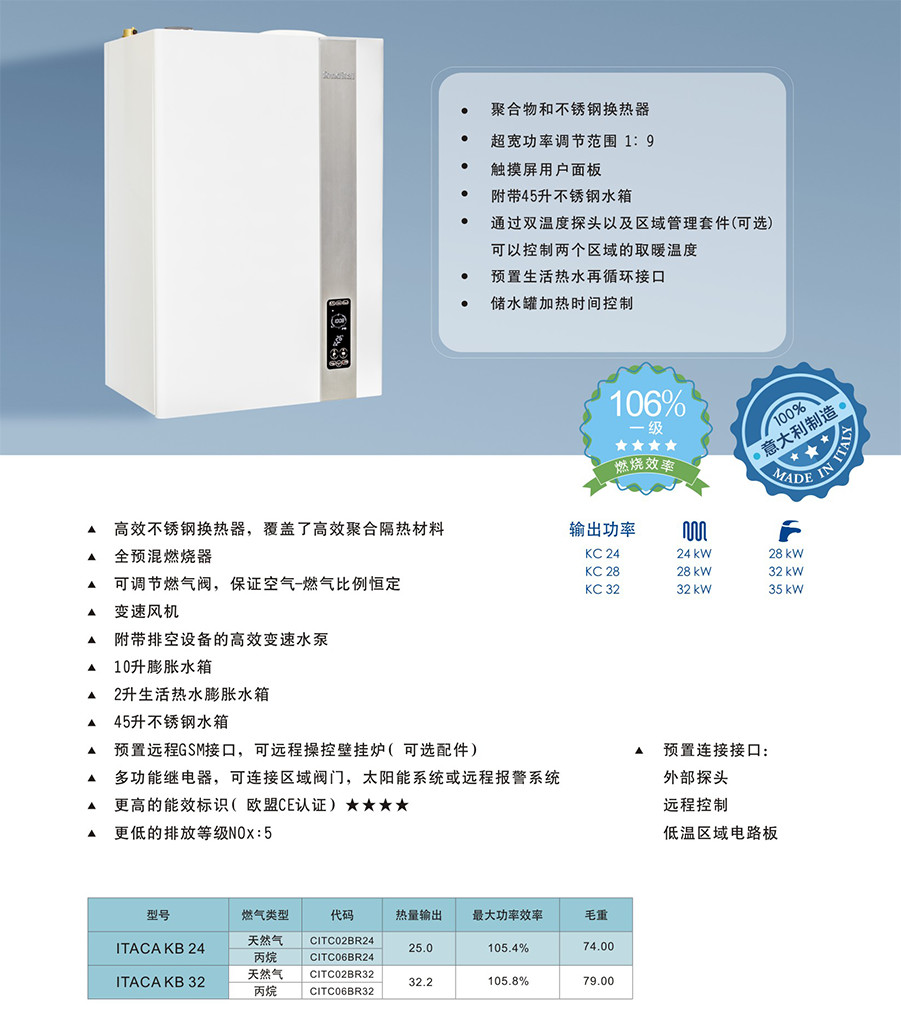 聚合物和不锈钢换热器
超宽功率调节范围 1: 9
触摸屏用户面板
附带45升不锈钢水箱
通过双温度探头以及区域管理套件(可选)
可以控制两个区域的取暖温度
预置生活热水再循环接口
储水罐加热时间控制
106%
一级
燃烧效率
100%
意大利制造
MADE IN ITALY
高效不锈钢换热器，覆盖了高效聚合隔热材料
全预混燃烧器
可调节燃气阀，保证空气-燃气比例恒定
变速风机
附带排空设备的高效变速水泵
10升膨胀水箱
2升生活热水膨胀水箱
45升不锈钢水箱
预置远程GSM接口，可远程操控壁挂炉( 可选配件)
多功能继电器，可连接区域阀门，太阳能系统或远程报警系统
更高的能效标识( 欧盟CE认证) ★★★★
更低的排放等级NOx:5
输出功率
KC 24 24 kW 28 kW
KC 28 28 kW 32 kW
KC 32 32 kW 35 kW
预置连接接口:
外部探头
远程控制
低温区域电路板
型号 燃气类型 代码 热量输出 最大功率效率 毛重
ITACA KB 24 天然气 CITC02BR24 25.0 105.4% 74.00
丙烷 CITC06BR24
ITACA KB 32 天然气 CITC02BR32 32.2 105.8% 79.00
丙烷 CITC06BR32